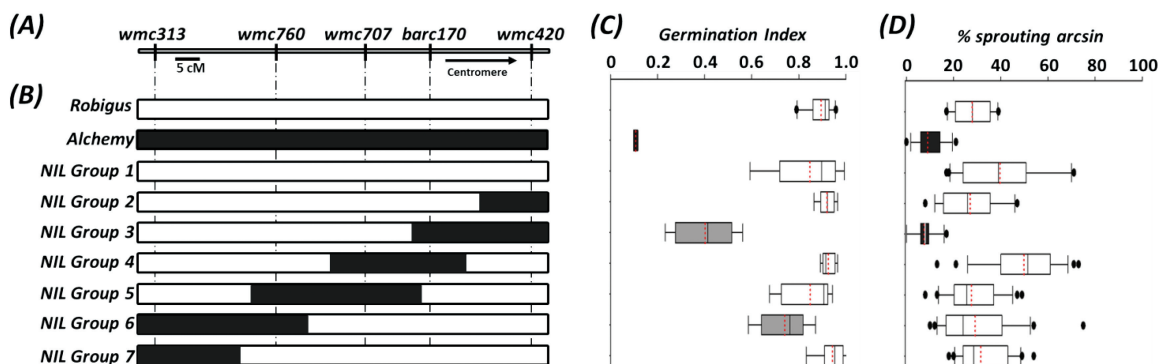 (A)
wmc313 wmc760 wmc707 barc170 wmc420
5 cM
Centromere
(B)
Robigus
Alchemy
NIL Group 1
NIL Group 2
NIL Group 3
NIL Group 4
NIL Group 5
NIL Group 6
NIL Group 7
(C)
Germination Index
0 0.2 0.4 0.6 0.8 1.0
(D)
% sprouting arcsin
0 20 40 60 80 100